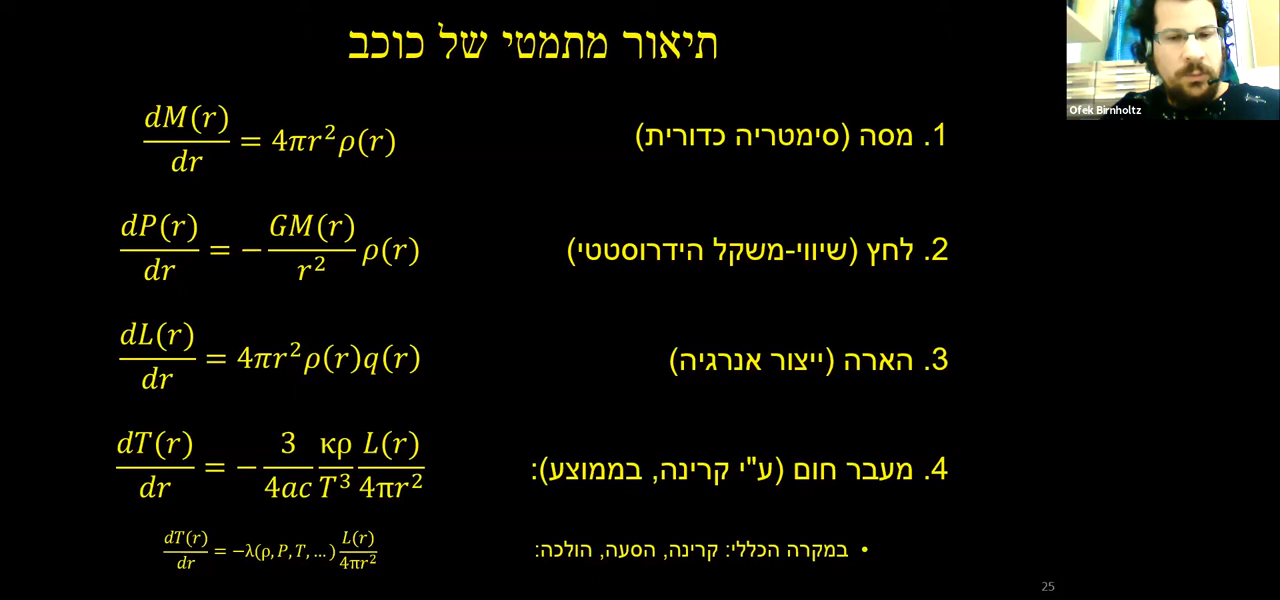 תיאור מתמטי של כוכב
Ofek Birnholtz
1. מסה (סימטריה כדורית)
dM(r)/dr = 4πr²ρ(r)
2. לחץ (שיווי-משקל הידרוסטטי)
dP(r)/dr = −GM(r)/r² ρ(r)
3. הארה (ייצור אנרגיה)
dL(r)/dr = 4πr²ρ(r)q(r)
4. מעבר חום (ע"י קרינה, בממוצע):
dT(r)/dr = −3/4ac κρ/T³ L(r)/4πr²
• במקרה הכללי: קרינה, הסעה, הולכה:
dT(r)/dr = −λ(ρ, P, T, …) L(r)/4πr²
25